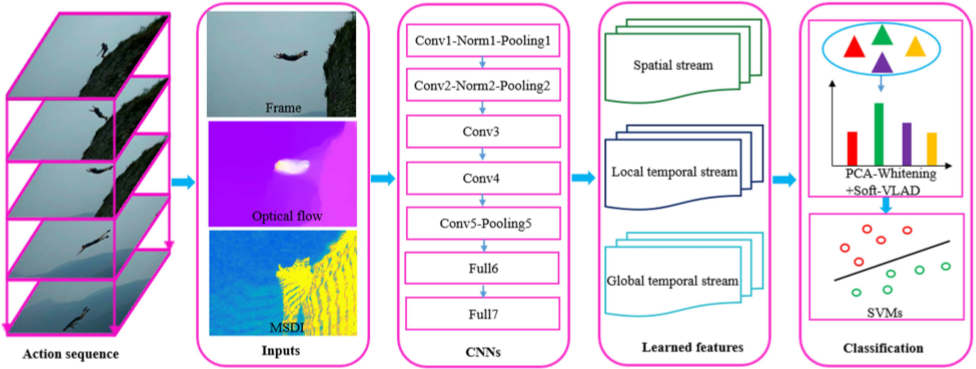 Action sequence
Frame
Optical flow
MSDI
Inputs
Conv1-Norm1-Pooling1
Conv2-Norm2-Pooling2
Conv3
Conv4
Conv5-Pooling5
Full6
Full7
CNNs
Spatial stream
Local temporal stream
Global temporal stream
Learned features
PCA-Whitening
+Soft-VLAD
SVMs
Classification